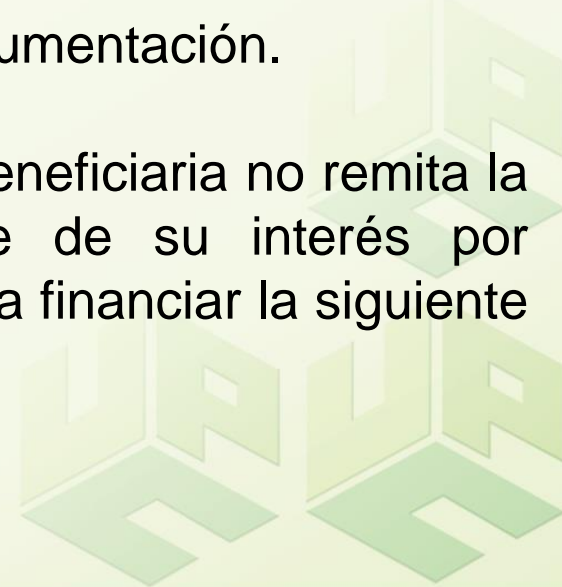 umentación.
eneficiaria no remita la
e de su interés por
a financiar la siguiente